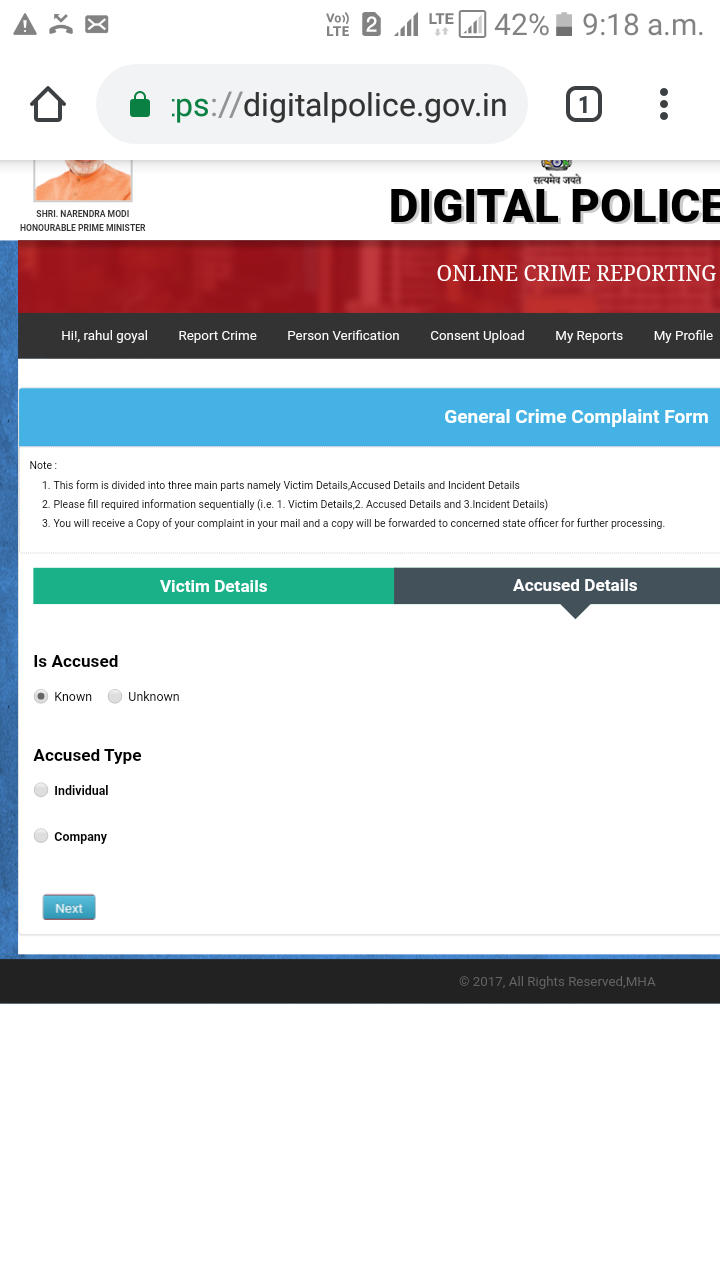 Vo)) LTE 2 LTE 42% 9:18 a.m.
:ps://digitalpolice.gov.in 1
SHRI. NARENDRA MODI
HONOURABLE PRIME MINISTER
सत्यमेव जयते
DIGITAL POLICE
ONLINE CRIME REPORTING
Hi!, rahul goyal Report Crime Person Verification Consent Upload My Reports My Profile
General Crime Complaint Form
Note :
1. This form is divided into three main parts namely Victim Details,Accused Details and Incident Details
2. Please fill required information sequentially (i.e. 1. Victim Details,2. Accused Details and 3.Incident Details)
3. You will receive a Copy of your complaint in your mail and a copy will be forwarded to concerned state officer for further processing.
Victim Details Accused Details
Is Accused
Known Unknown
Accused Type
Individual
Company
Next
© 2017, All Rights Reserved,MHA